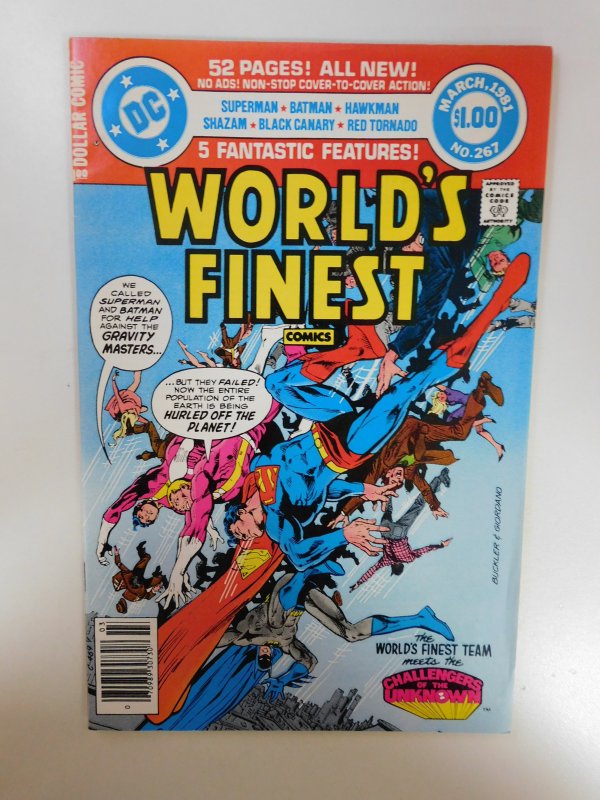 DOLLAR COMIC
DC
52 PAGES! ALL NEW!
NO ADS! NON-STOP COVER-TO-COVER ACTION!
SUPERMAN ★ BATMAN ★ HAWKMAN
SHAZAM ★ BLACK CANARY ★ RED TORNADO
5 FANTASTIC FEATURES!
MARCH, 1981
$1.00
NO. 267
APPROVED
BY THE
COMICS
CODE
AUTHORITY
WORLD'S
FINEST
COMICS
WE
CALLED
SUPERMAN
AND BATMAN
FOR HELP
AGAINST THE
GRAVITY
MASTERS...
...BUT THEY FAILED!
NOW THE ENTIRE
POPULATION OF THE
EARTH IS BEING
HURLED OFF THE
PLANET!
BUCKLER & GIORDANO
THE
WORLD'S FINEST TEAM
MEETS THE
CHALLENGERS
OF THE
UNKNOWN
TM
03
0